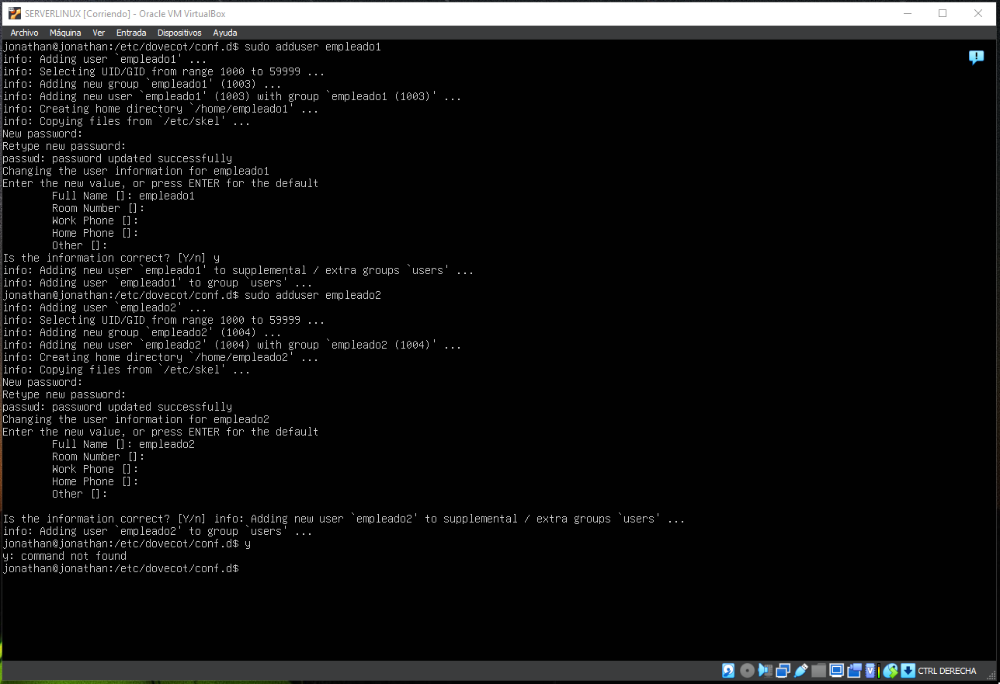 SERVERLINUX [Corriendo] - Oracle VM VirtualBox
Archivo Máquina Ver Entrada Dispositivos Ayuda
jonathan@jonathan:/etc/dovecot/conf.d$ sudo adduser empleado1
info: Adding user `empleado1' ...
info: Selecting UID/GID from range 1000 to 59999 ...
info: Adding new group `empleado1' (1003) ...
info: Adding new user `empleado1' (1003) with group `empleado1 (1003)' ...
info: Creating home directory `/home/empleado1' ...
info: Copying files from `/etc/skel' ...
New password:
Retype new password:
passwd: password updated successfully
Changing the user information for empleado1
Enter the new value, or press ENTER for the default
Full Name []: empleado1
Room Number []:
Work Phone []:
Home Phone []:
Other []:
Is the information correct? [Y/n] y
info: Adding new user `empleado1' to supplemental / extra groups `users' ...
info: Adding user `empleado1' to group `users' ...
jonathan@jonathan:/etc/dovecot/conf.d$ sudo adduser empleado2
info: Adding user `empleado2' ...
info: Selecting UID/GID from range 1000 to 59999 ...
info: Adding new group `empleado2' (1004) ...
info: Adding new user `empleado2' (1004) with group `empleado2 (1004)' ...
info: Creating home directory `/home/empleado2' ...
info: Copying files from `/etc/skel' ...
New password:
Retype new password:
passwd: password updated successfully
Changing the user information for empleado2
Enter the new value, or press ENTER for the default
Full Name []: empleado2
Room Number []:
Work Phone []:
Home Phone []:
Other []:
Is the information correct? [Y/n] info: Adding new user `empleado2' to supplemental / extra groups `users' ...
info: Adding user `empleado2' to group `users' ...
jonathan@jonathan:/etc/dovecot/conf.d$ y
y: command not found
jonathan@jonathan:/etc/dovecot/conf.d$
CTRL DERECHA